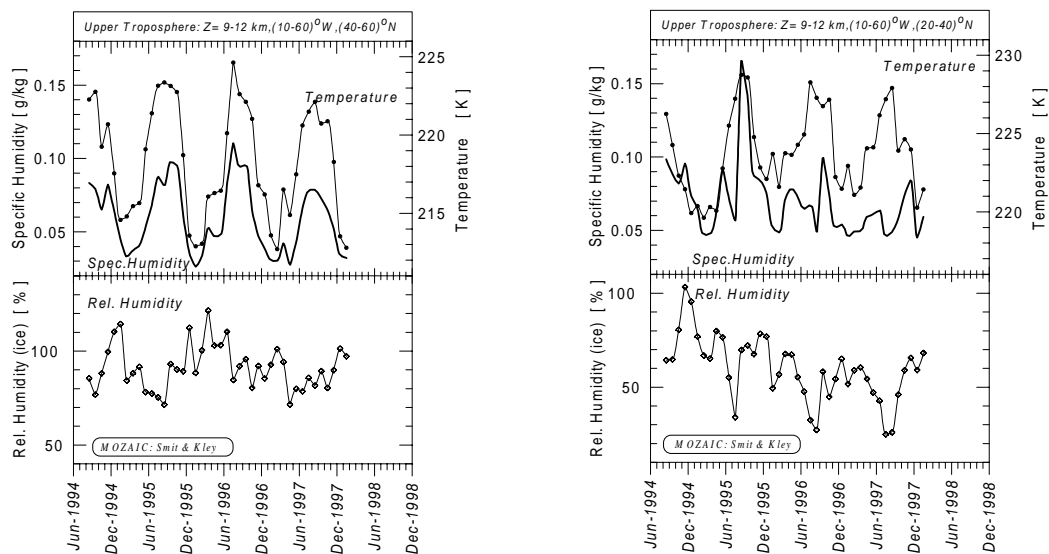 Upper Troposphere: Z= 9-12 km,(10-60)°W,(40-60)°N
Specific Humidity [ g/kg ]
0.15
0.10
0.05
Temperature
Spec.Humidity
225
220
215
Temperature [ K]
Rel. Humidity (ice) [ % ]
100
50
Rel. Humidity
MOZAIC: Smit & Kley
Jun-1994
Dec-1994
Jun-1995
Dec-1995
Jun-1996
Dec-1996
Jun-1997
Dec-1997
Jun-1998
Dec-1998
Upper Troposphere: Z= 9-12 km,(10-60)°W,(20-40)°N
Specific Humidity [ g/kg ]
0.15
0.10
0.05
Temperature
Spec.Humidity
230
225
220
Temperature [K]
Rel. Humidity (ice) [ % ]
100
50
Rel. Humidity
MOZAIC: Smit & Kley
Jun-1994
Dec-1994
Jun-1995
Dec-1995
Jun-1996
Dec-1996
Jun-1997
Dec-1997
Jun-1998
Dec-1998